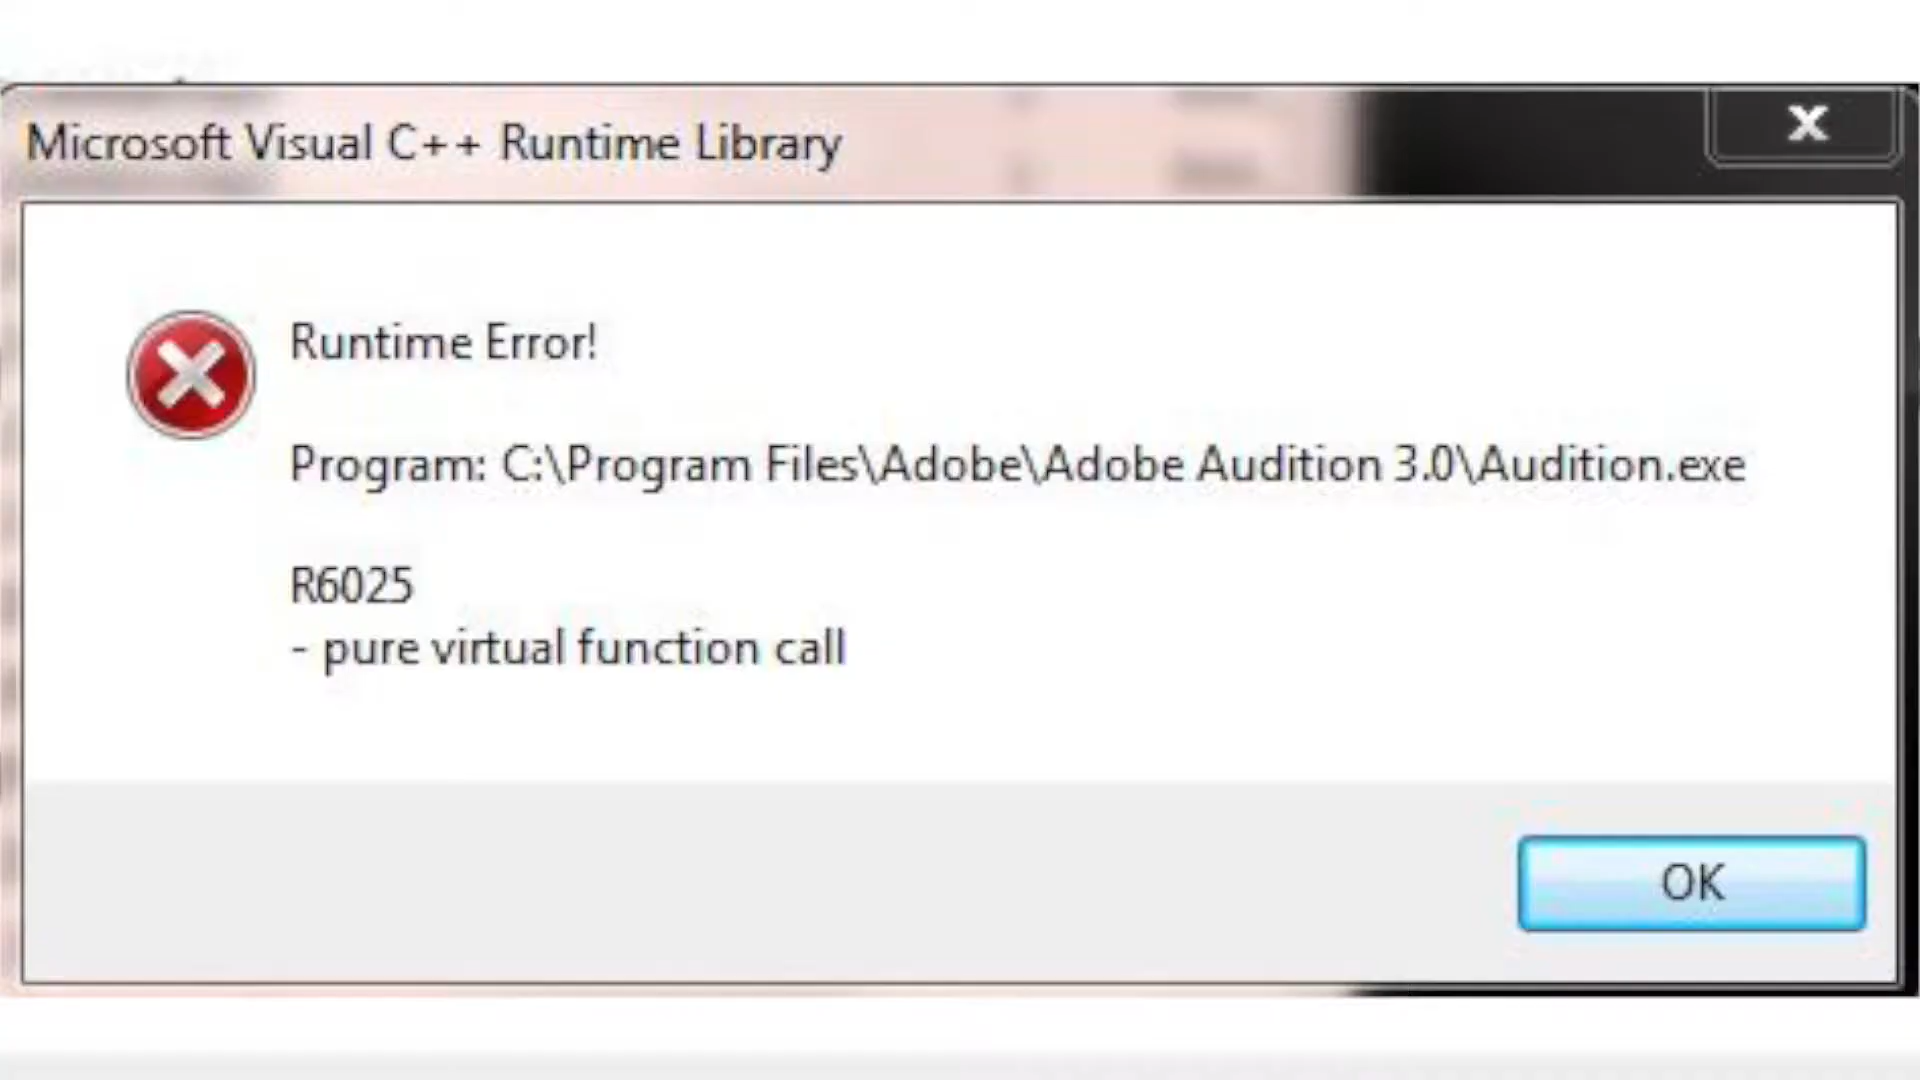 Microsoft Visual C++ Runtime Library
Runtime Error!
Program: C:\Program Files\Adobe\Adobe Audition 3.0\Audition.exe
R6025
- pure virtual function call
OK